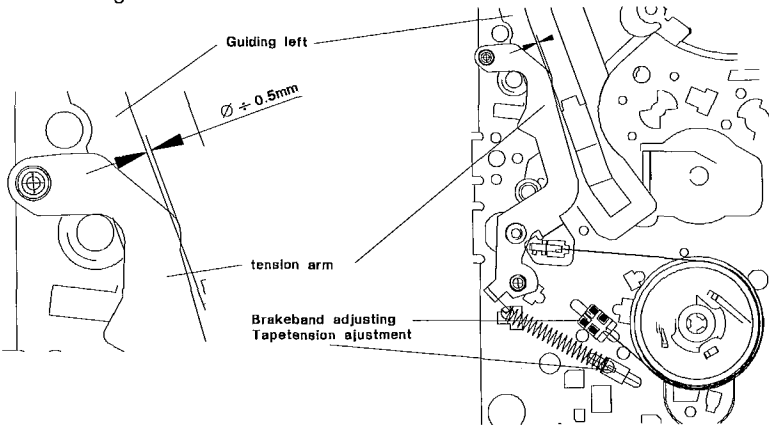 Guiding left
Ø ÷ 0.5mm
tension arm
Brakeband adjusting
Tapetension ajustment